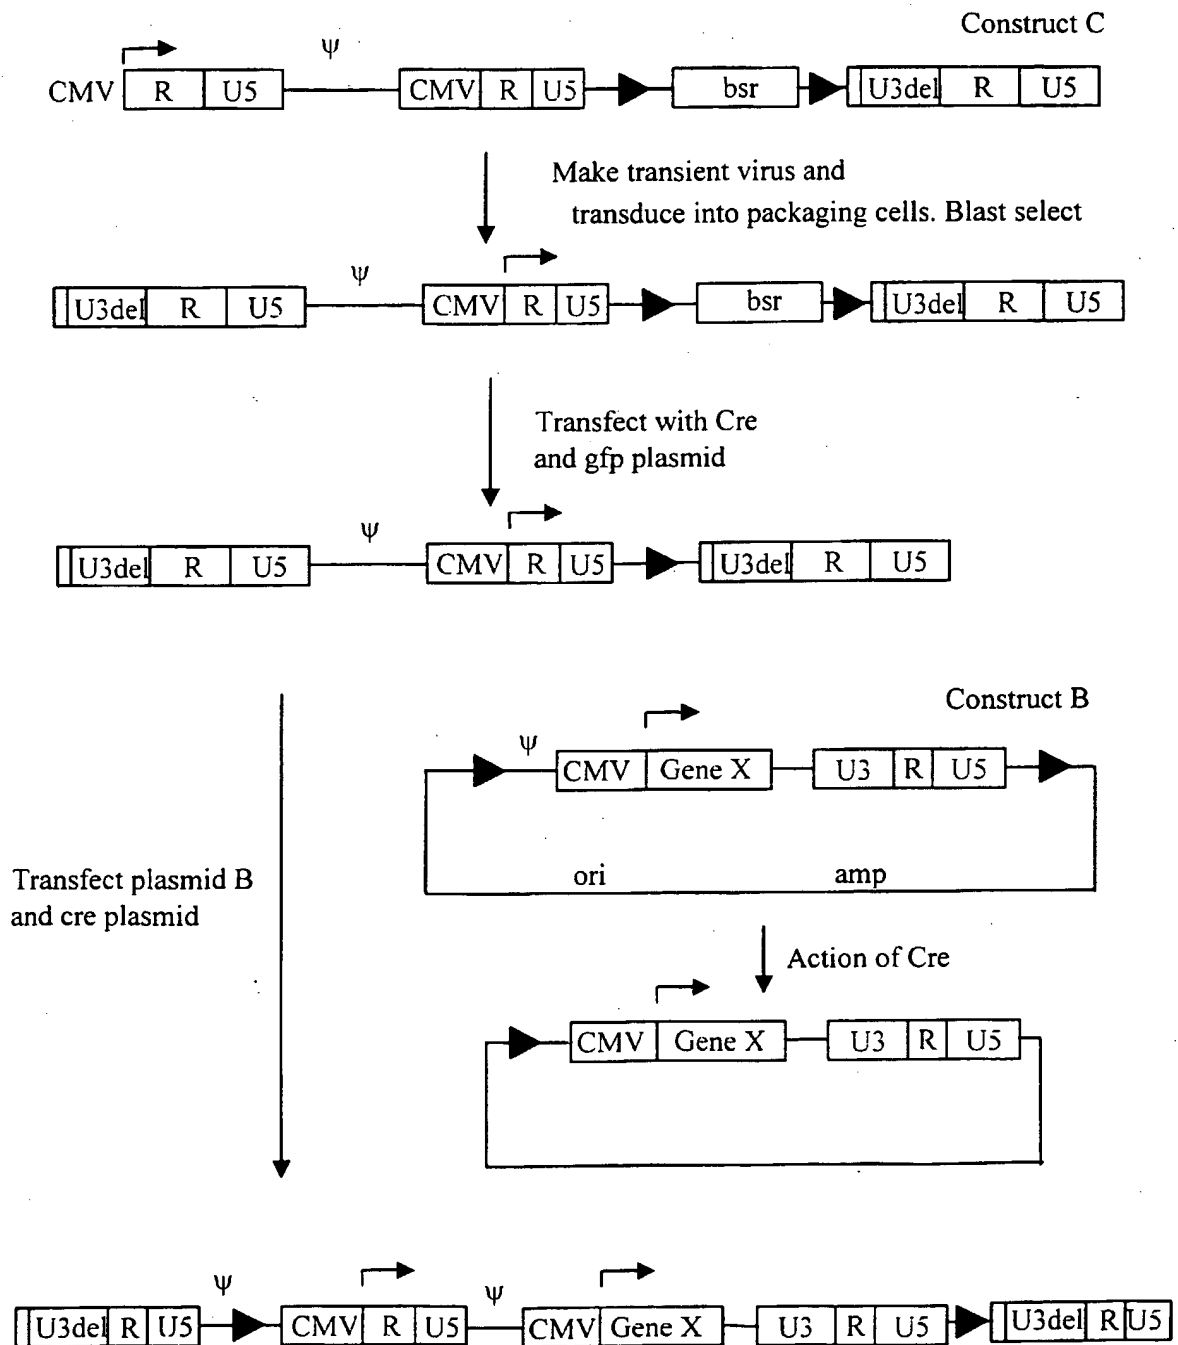 Construct C
ψ
CMV R U5 CMV R U5 bsr U3del R U5
Make transient virus and
transduce into packaging cells. Blast select
ψ
U3del R U5 CMV R U5 bsr U3del R U5
Transfect with Cre
and gfp plasmid
ψ
U3del R U5 CMV R U5 U3del R U5
Construct B
ψ
CMV Gene X U3 R U5
ori amp
Transfect plasmid B
and cre plasmid
Action of Cre
CMV Gene X U3 R U5
ψ ψ
U3del R U5 CMV R U5 CMV Gene X U3 R U5 U3del R U5